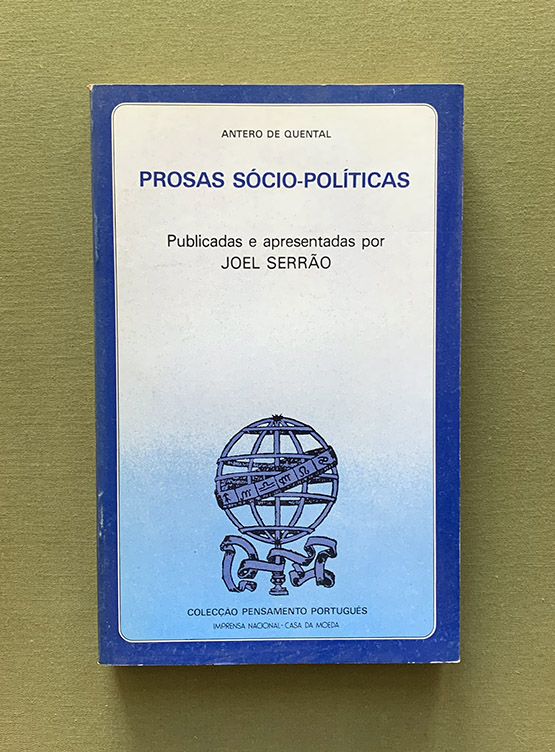 ANTERO DE QUENTAL
PROSAS SÓCIO-POLÍTICAS
Publicadas e apresentadas por
JOEL SERRÃO
COLECÇÃO PENSAMENTO PORTUGUÊS
IMPRENSA NACIONAL - CASA DA MOEDA